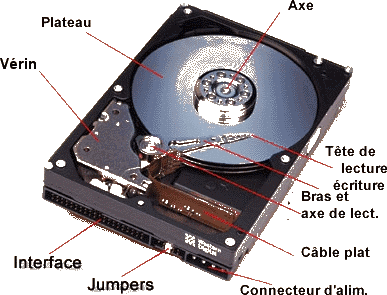 Axe
Plateau
Vérin
Tête de
lecture
écriture
Bras et
axe de lect.
Câble plat
Interface
Jumpers
Connecteur d'alim.